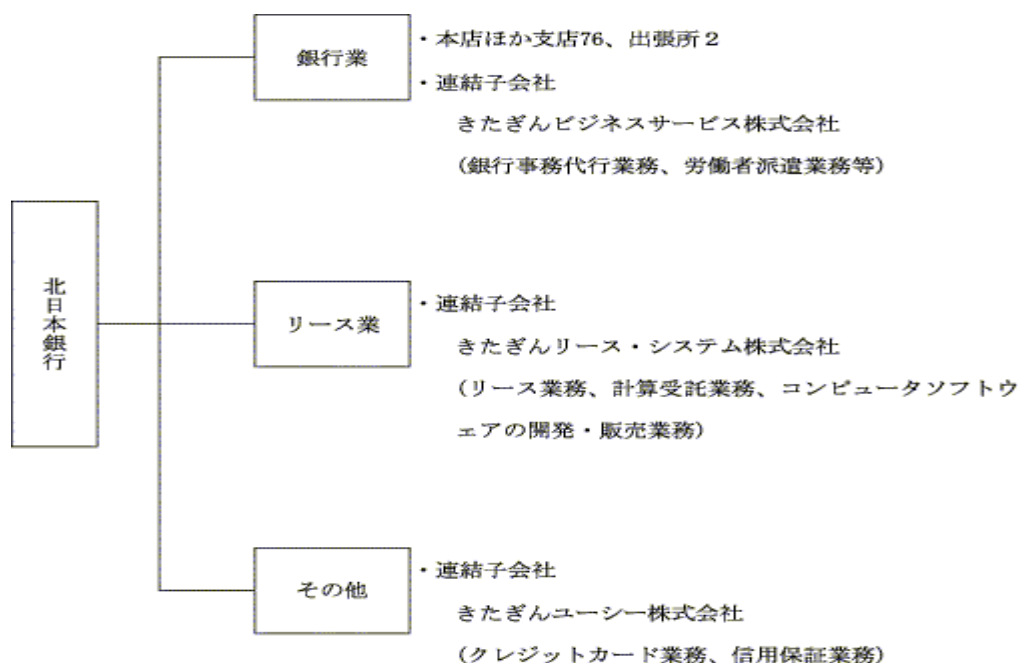 銀行業
・本店ほか支店76、出張所２
・連結子会社
きたぎんビジネスサービス株式会社
(銀行事務代行業務、労働者派遣業務等)
北日本銀行
リース業
・連結子会社
きたぎんリース・システム株式会社
(リース業務、計算受託業務、コンピュータソフトウ
ェアの開発・販売業務)
その他
・連結子会社
きたぎんユーシー株式会社
(クレジットカード業務、信用保証業務)